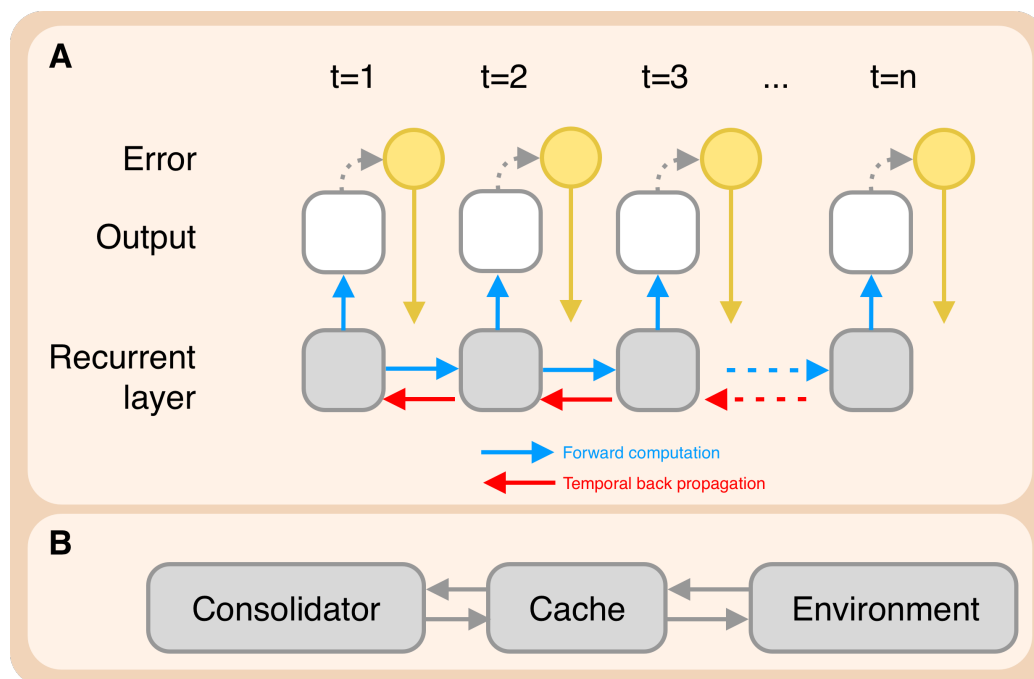 A
t=1 t=2 t=3 ... t=n
Error
Output
Recurrent
layer
Forward computation
Temporal back propagation
B
Consolidator Cache Environment